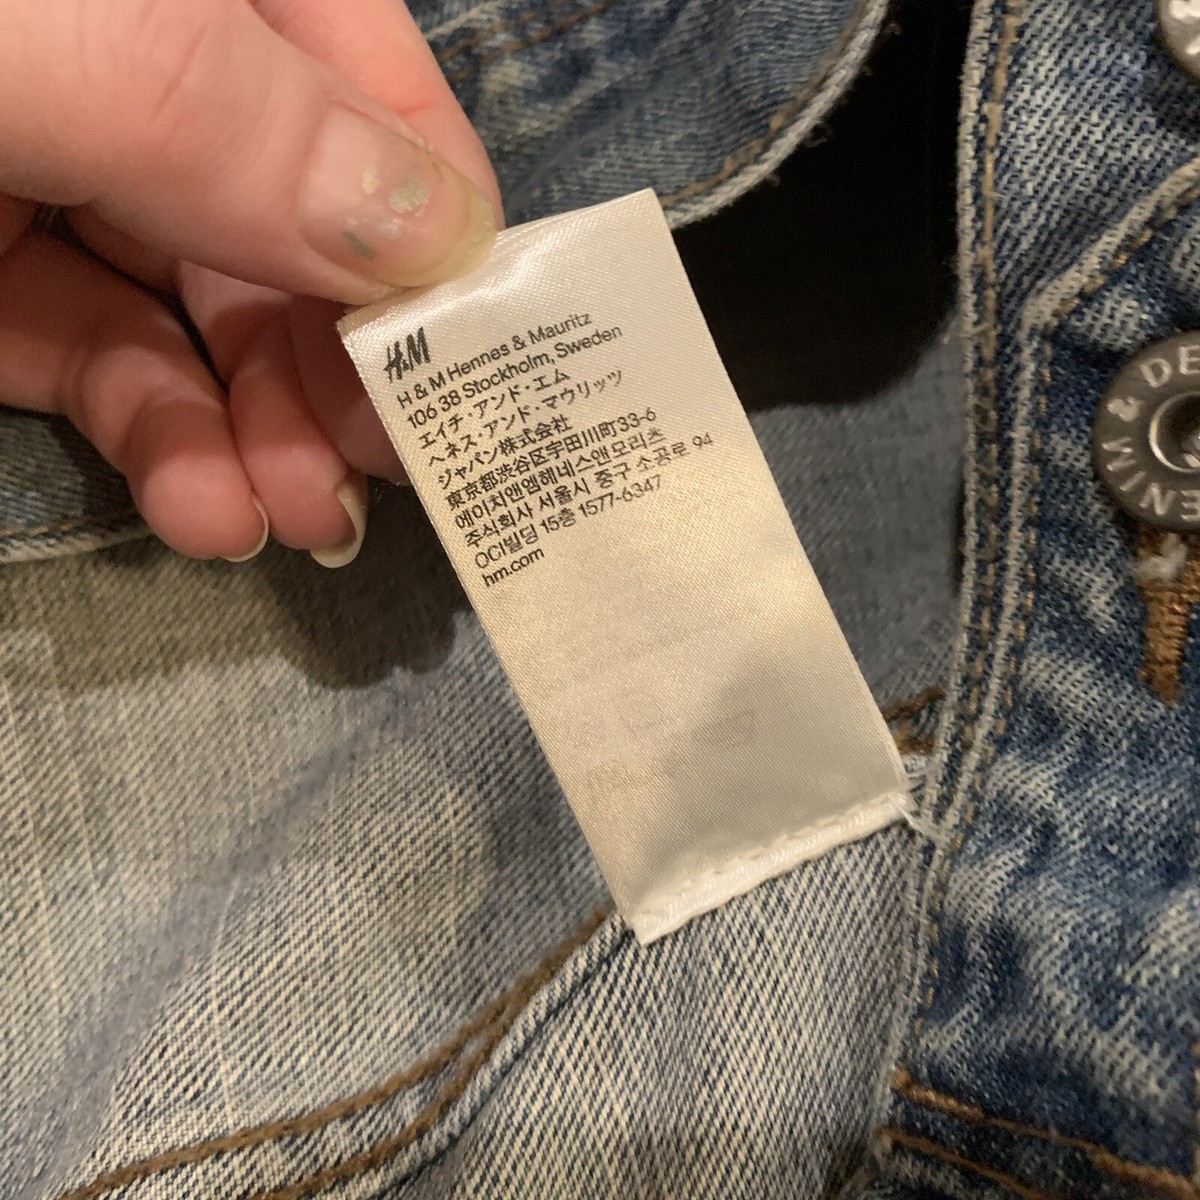 H&M
H & M Hennes & Mauritz
106 38 Stockholm, Sweden
エイチ・アンド・エム
ヘネス・アンド・マウリッツ
ジャパン株式会社
東京都渋谷区宇田川町33-6
에이치앤엠헤네스앤모리츠
주식회사 서울시 중구 소공로 94
OCI빌딩 15층 1577-6347
hm.com
& DE
ENIM